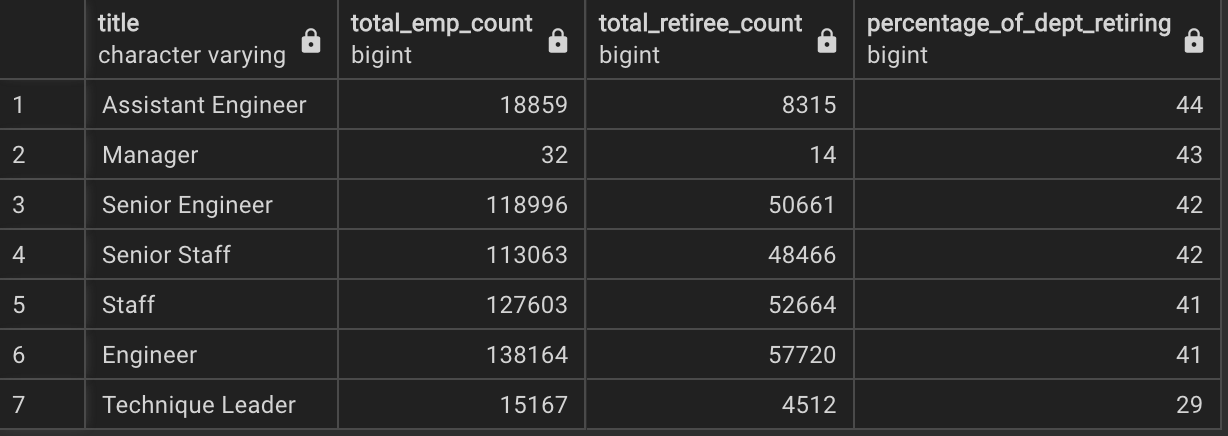 title total_emp_count total_retiree_count percentage_of_dept_retiring
character varying bigint bigint bigint
1 Assistant Engineer 18859 8315 44
2 Manager 32 14 43
3 Senior Engineer 118996 50661 42
4 Senior Staff 113063 48466 42
5 Staff 127603 52664 41
6 Engineer 138164 57720 41
7 Technique Leader 15167 4512 29